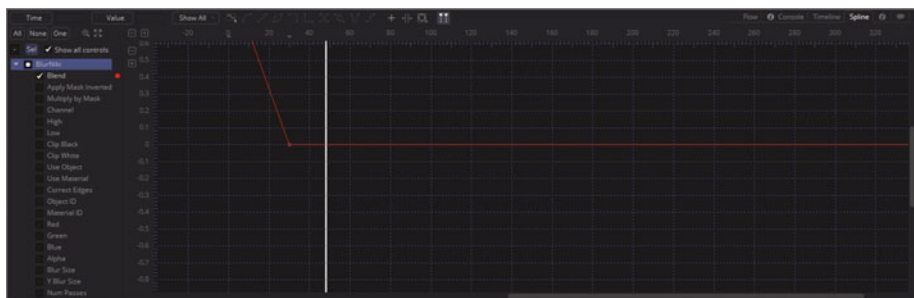 Time Value Show All Flow Console Timeline Spline
All None One -20 0 20 40 60 80 100 120 140 160 180 200 220 240 260 280 300 320
Sel Show all controls
0.6
0.5
0.4
0.3
0.2
0.1
0
-0.1
-0.2
-0.3
-0.4
-0.5
-0.6
-0.7
-0.8
Blend
Apply Mask Inverted
Multiply by Mask
Channel
High
Low
Clip Black
Clip White
Use Object
Use Material
Correct Edges
Object ID
Material ID
Red
Green
Blue
Alpha
Blur Size
Y Blur Size
Num Passes